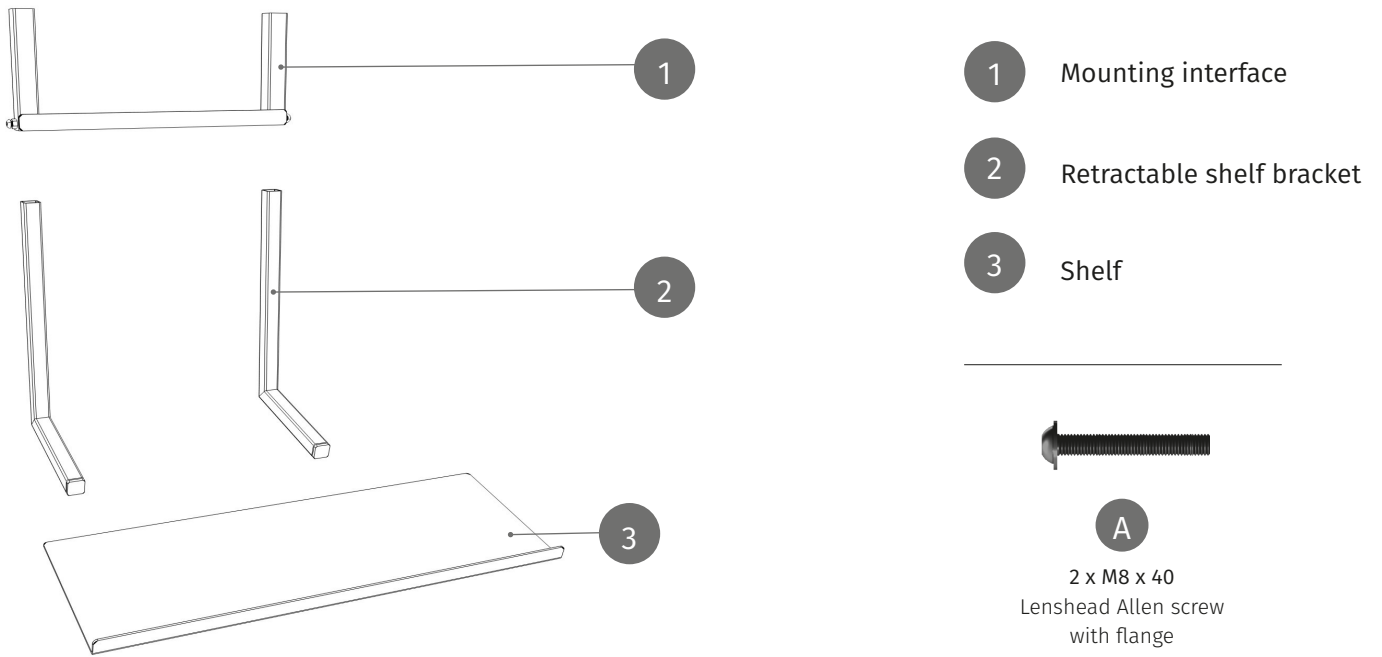 1
2
3
1 Mounting interface
2 Retractable shelf bracket
3 Shelf
A
2 x M8 x 40
Lenshead Allen screw
with flange